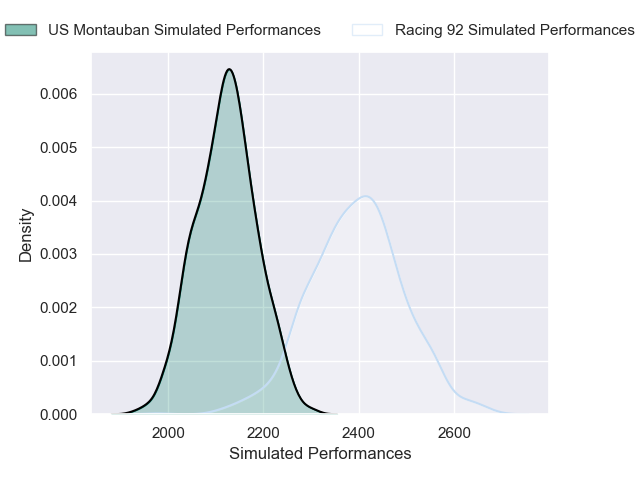 US Montauban Simulated Performances
Racing 92 Simulated Performances
0.006
0.005
0.004
0.003
0.002
0.001
0.000
Density
2000
2200
2400
2600
Simulated Performances